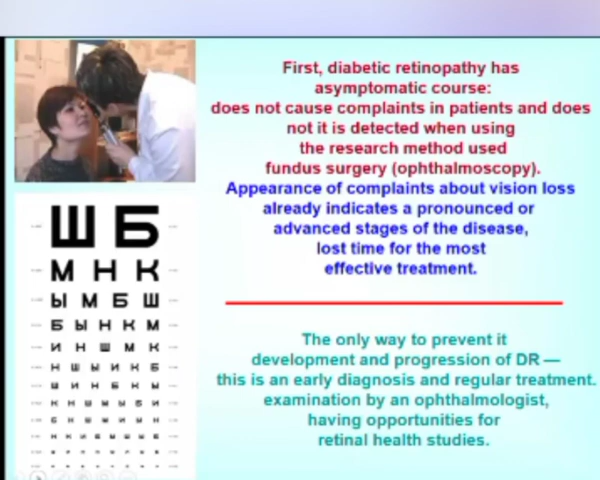 First, diabetic retinopathy has
asymptomatic course:
does not cause complaints in patients and does
not it is detected when using
the research method used
fundus surgery (ophthalmoscopy).
Appearance of complaints about vision loss
already indicates a pronounced or
advanced stages of the disease,
lost time for the most
effective treatment.
The only way to prevent it
development and progression of DR —
this is an early diagnosis and regular treatment.
examination by an ophthalmologist,
having opportunities for
retinal health studies.
Ш Б
М Н К
Ы М Б Ш
Б Ы Н К М
И Н Ш М К
Н Ш Ы И К Б
Ш И Н Б К Ы